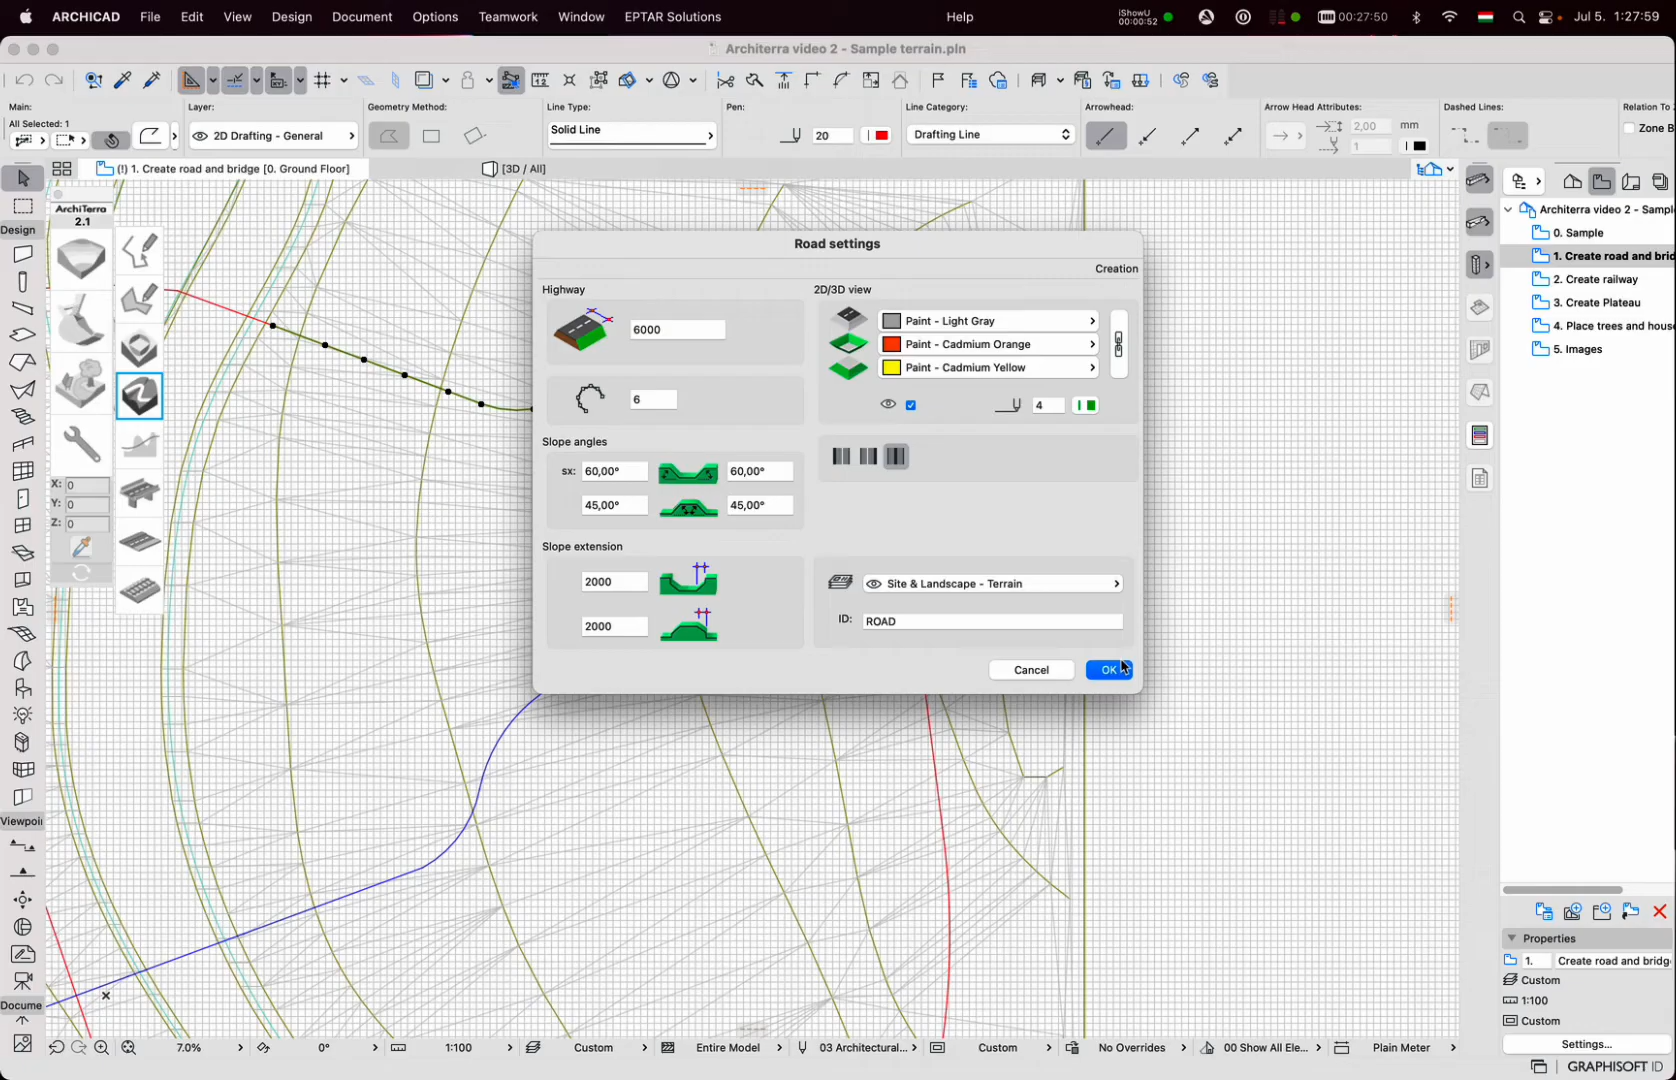 ARCHICAD File Edit View Design Document Options Teamwork Window EPTAR Solutions Help iShowU 00:00:52 00:27:50 Jul 5. 1:27:59
Architerra video 2 - Sample terrain.pln
Main: Layer: Geometry Method: Line Type: Pen: Line Category: Arrowhead: Arrow Head Attributes: Dashed Lines: Relation To
All Selected: 1
2D Drafting - General
Solid Line
20
Drafting Line
2,00 mm
1
Zone B
(!) 1. Create road and bridge [0. Ground Floor]
[3D / All]
ArchiTerra
2.1
Design
X: 0
Y: 0
Z: 0
Viewpoi
Docume
Road settings
Creation
Highway
6000
6
Slope angles
sx: 60,00° 60,00°
45,00° 45,00°
Slope extension
2000
2000
2D/3D view
Paint - Light Gray
Paint - Cadmium Orange
Paint - Cadmium Yellow
4
Site & Landscape - Terrain
ID: ROAD
Cancel OK
Architerra video 2 - Sampl
0. Sample
1. Create road and brid
2. Create railway
3. Create Plateau
4. Place trees and hous
5. Images
Properties
1. Create road and bridg
Custom
1:100
Custom
Settings...
7.0% 0° 1:100 Custom Entire Model 03 Architectural... Custom No Overrides 00 Show All Ele... Plain Meter
GRAPHISOFT ID